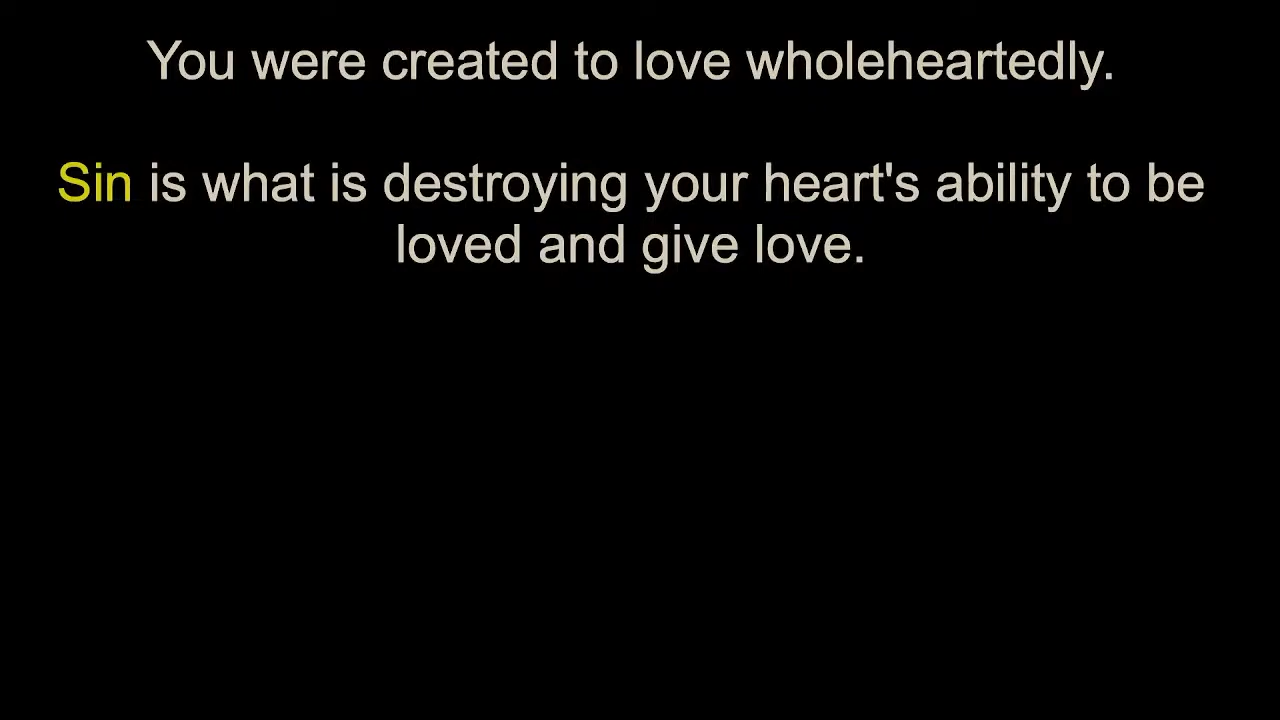 You were created to love wholeheartedly.
Sin is what is destroying your heart's ability to be
loved and give love.